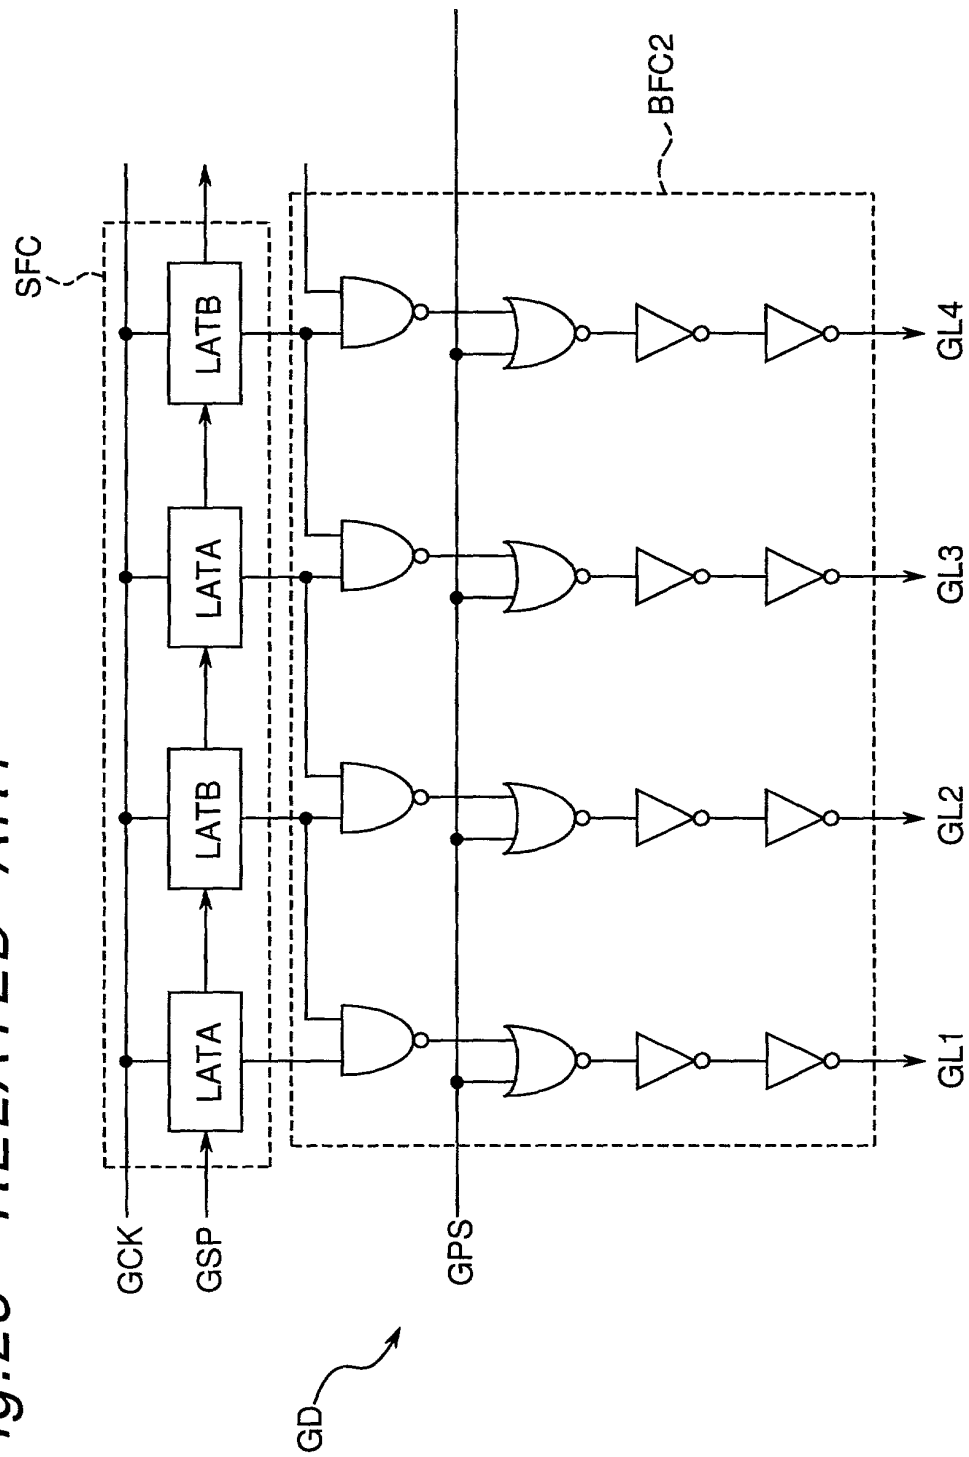 RELATED ART
SFC
GCK
GSP
LATA
LATB
LATA
LATB
GD
GPS
BFC2
GL1
GL2
GL3
GL4